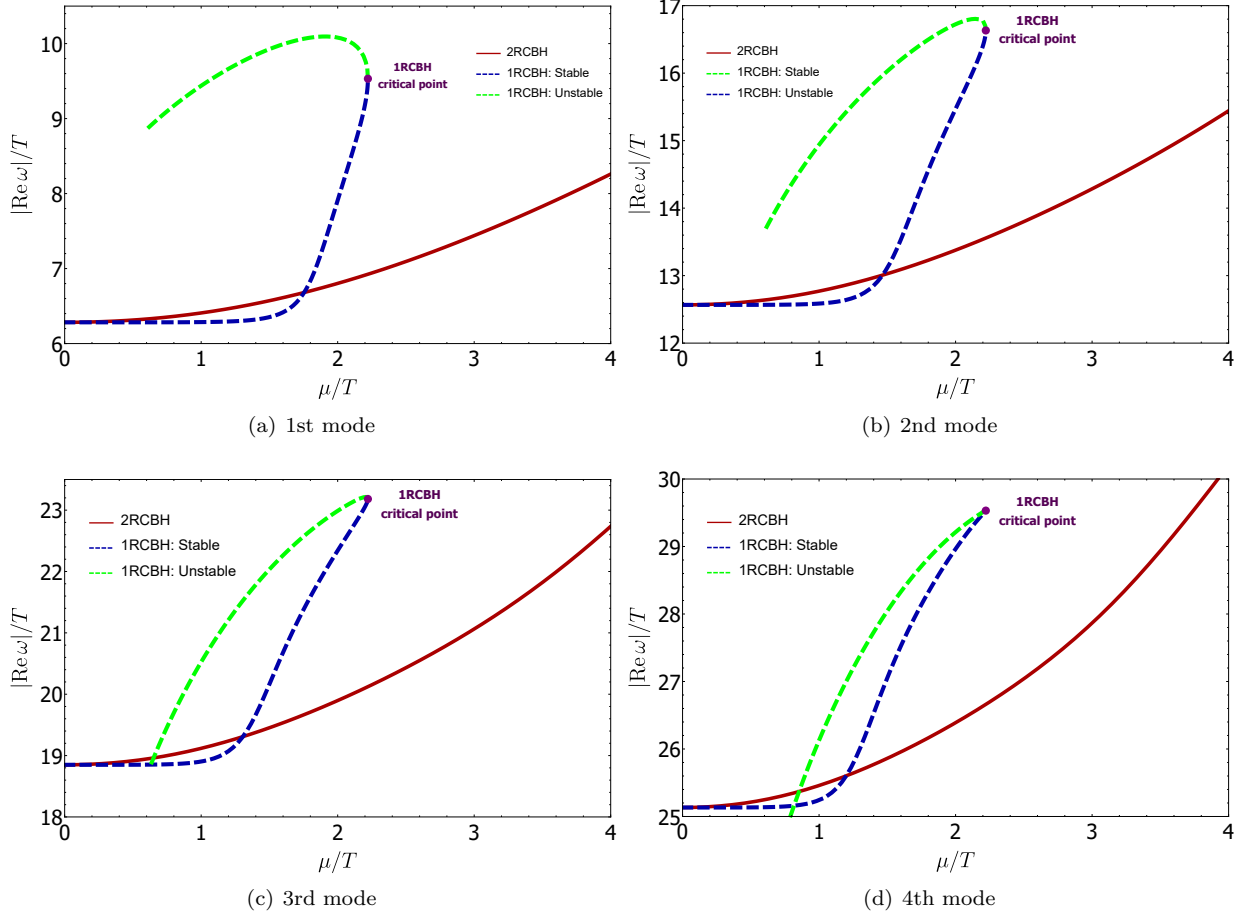 10
9
8
7
6
0
1
2
3
4
|Re ω|/T
μ/T
2RCBH
1RCBH: Stable
1RCBH: Unstable
1RCBH
critical point
(a) 1st mode
17
16
15
14
13
12
0
1
2
3
4
|Re ω|/T
μ/T
2RCBH
1RCBH: Unstable
1RCBH: Stable
1RCBH
critical point
(b) 2nd mode
23
22
21
20
19
18
0
1
2
3
4
|Re ω|/T
μ/T
2RCBH
1RCBH: Stable
1RCBH: Unstable
1RCBH
critical point
(c) 3rd mode
30
29
28
27
26
25
0
1
2
3
4
|Re ω|/T
μ/T
2RCBH
1RCBH: Stable
1RCBH: Unstable
1RCBH
critical point
(d) 4th mode